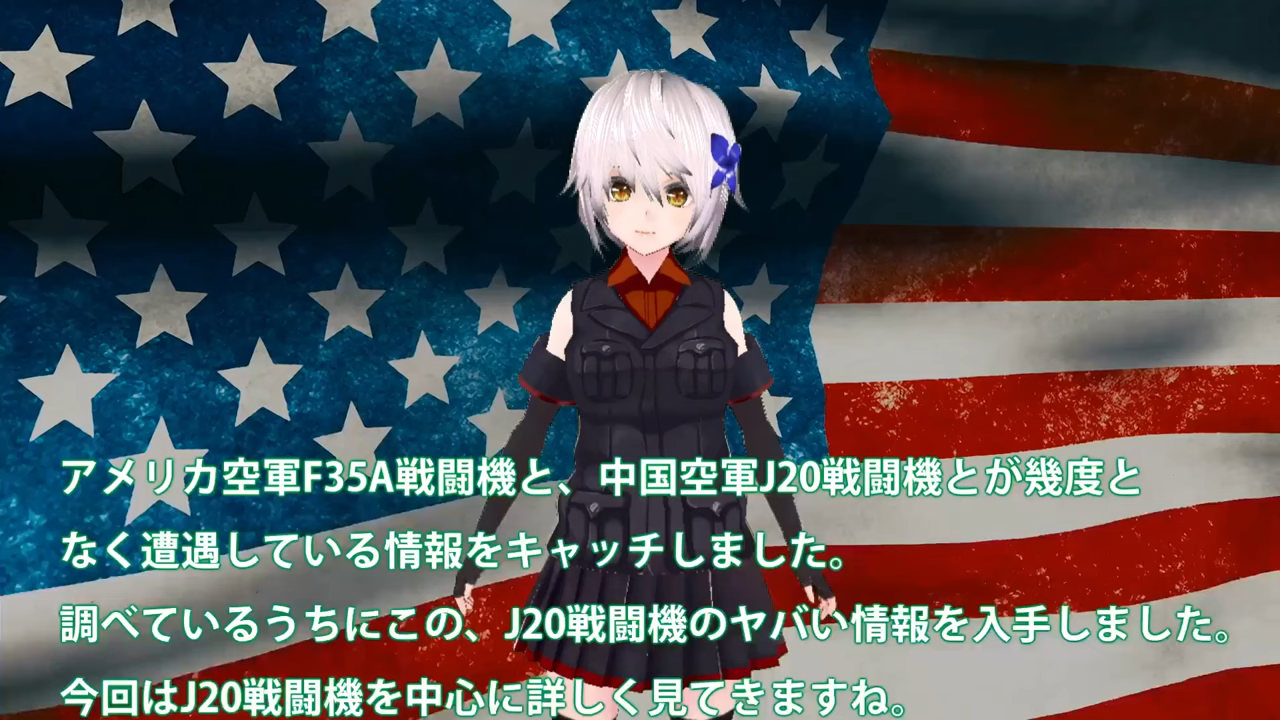 アメリカ空軍F35A戦闘機と、中国空軍J20戦闘機とが幾度と
なく遭遇している情報をキャッチしました。
調べているうちにこの、J20戦闘機のヤバい情報を入手しました。
今回はJ20戦闘機を中心に詳しく見てきますね。